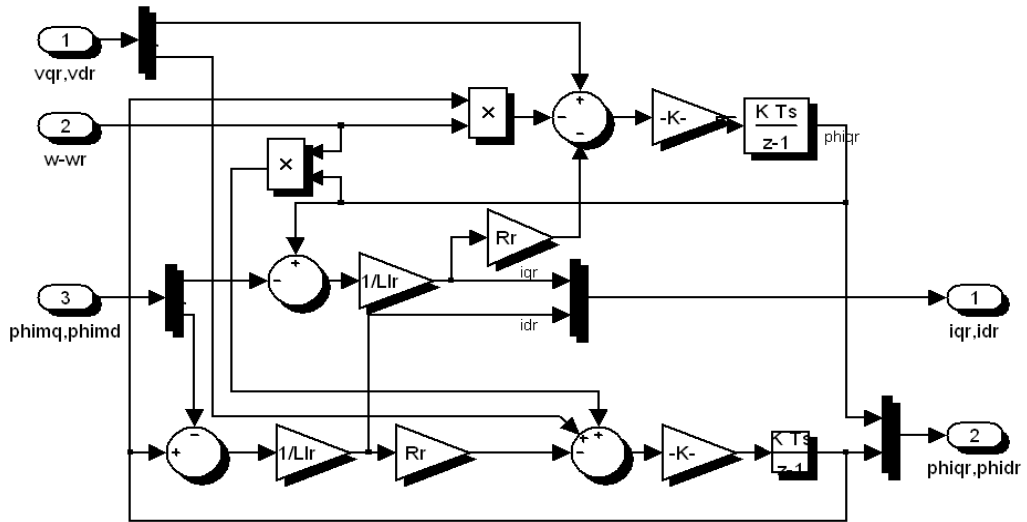 1
vqr,vdr
2
w-wr
×
-K-
K Ts
z-1
phiqr
×
Rr
3
phimq,phimd
1/Llr
iqr
idr
1
iqr,idr
1/Llr
Rr
-K-
K Ts
z-1
2
phiqr,phidr